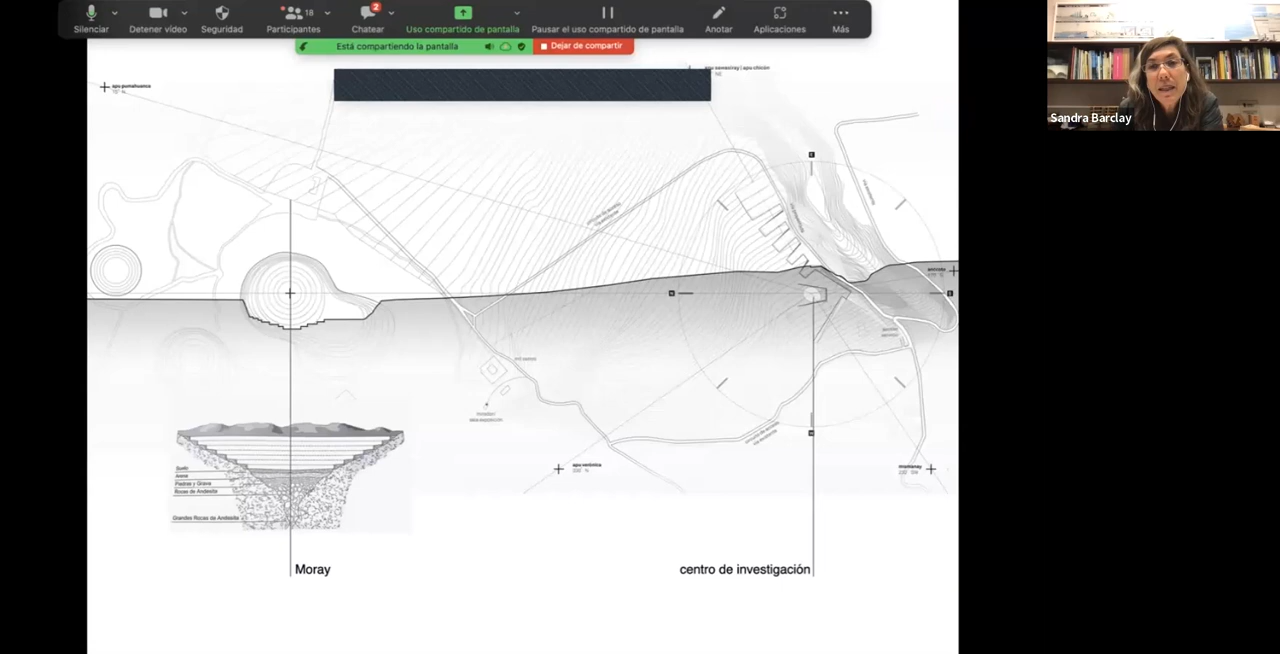 Silenciar
Detener video
Seguridad
18
Participantes
2
Chatear
Uso compartido de pantalla
Pausar el uso compartido de pantalla
Anotar
Aplicaciones
Más
Está compartiendo la pantalla
Dejar de compartir
Sandra Barclay
apu pumahuanca
apu verónica
Suelo
Arena
Piedras y Grava
Rocas de Andesita
Grandes Rocas de Andesita
Moray
centro de investigación